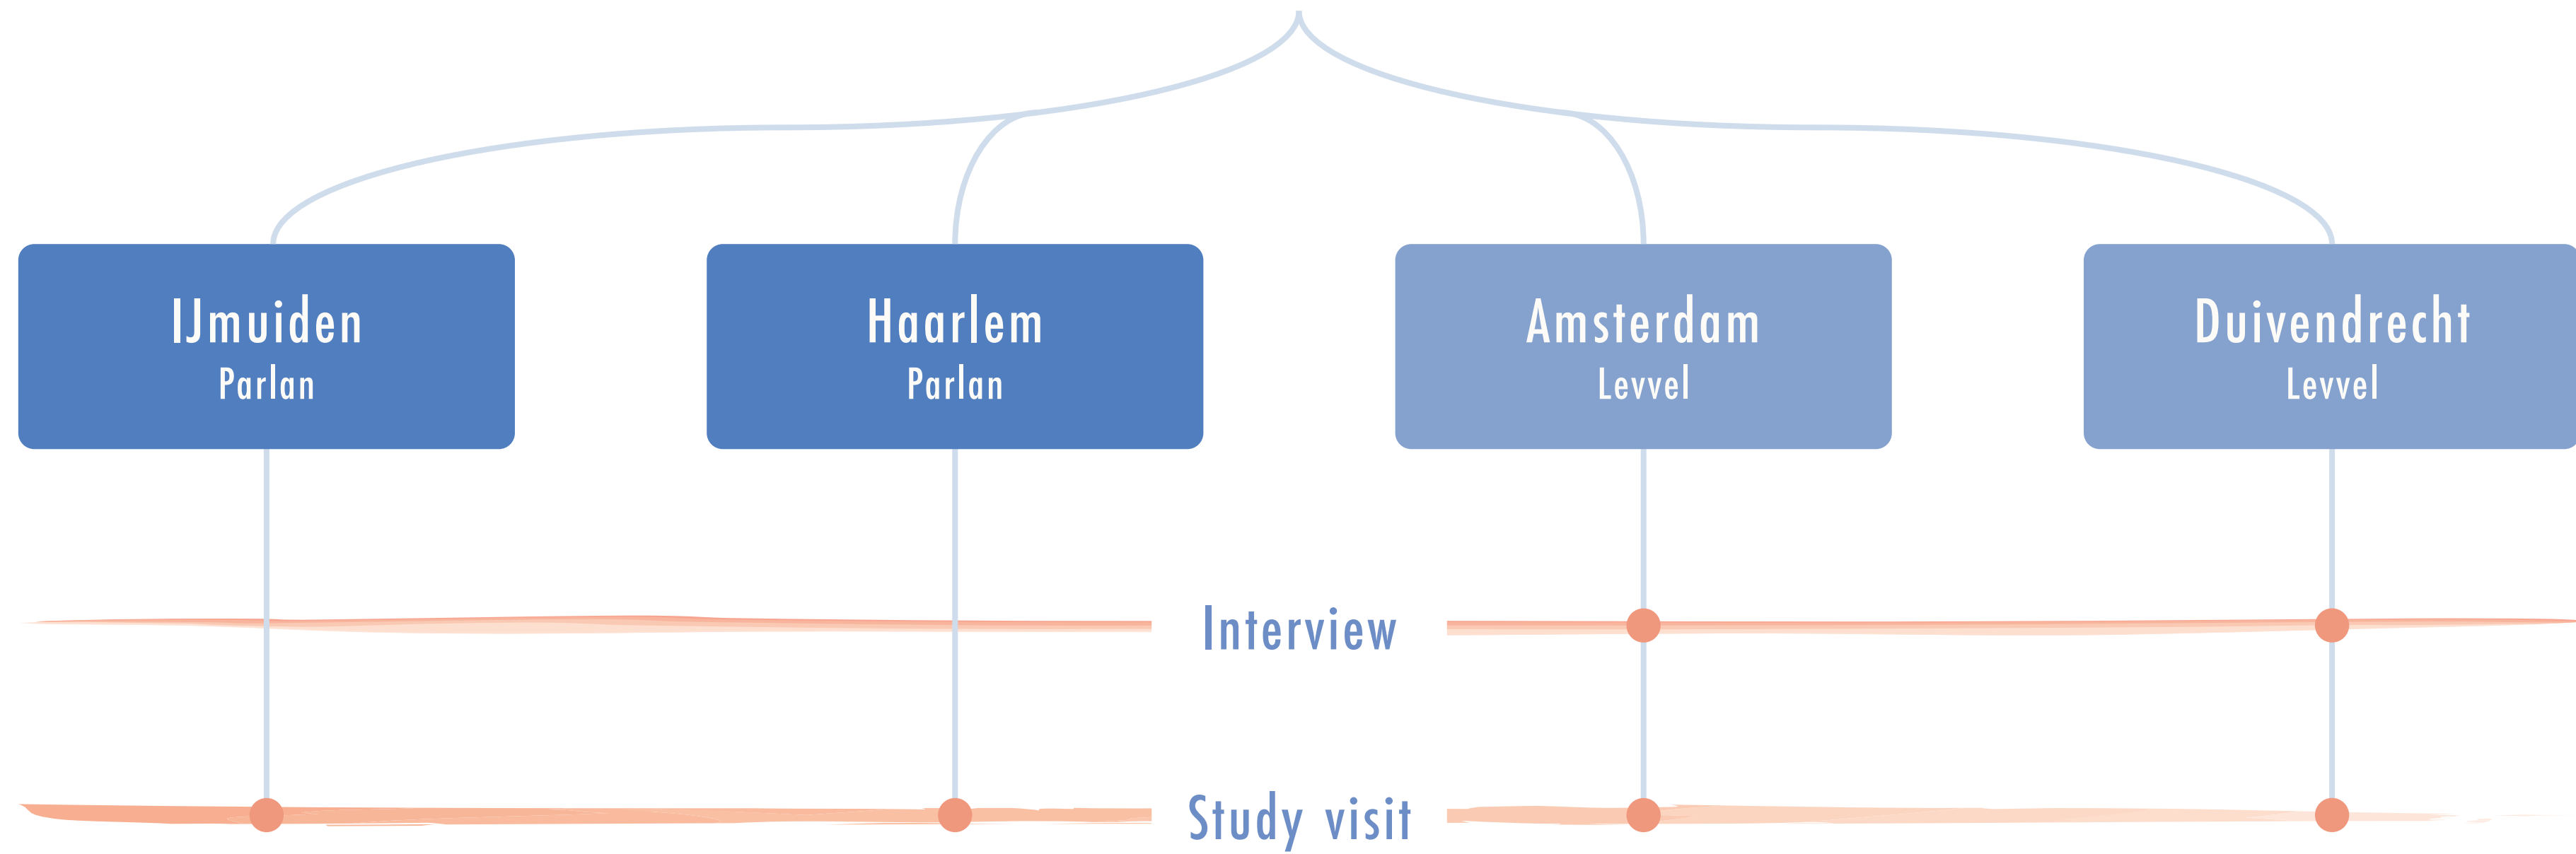 IJmuiden
Parlan
Haarlem
Parlan
Amsterdam
Levvel
Duivendrecht
Levvel
Interview
Study visit